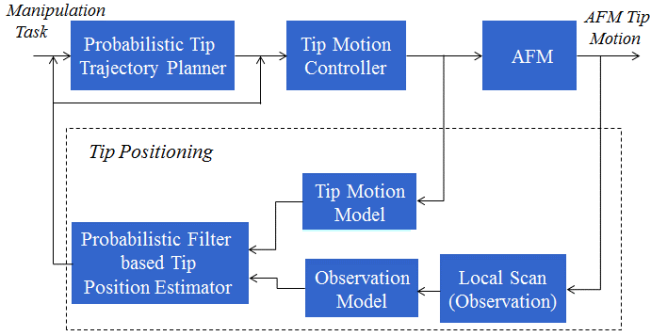 Manipulation
Task
Probabilistic Tip
Trajectory Planner
Tip Motion
Controller
AFM
AFM Tip
Motion
Tip Positioning
Tip Motion
Model
Probabilistic Filter
based Tip
Position Estimator
Observation
Model
Local Scan
(Observation)